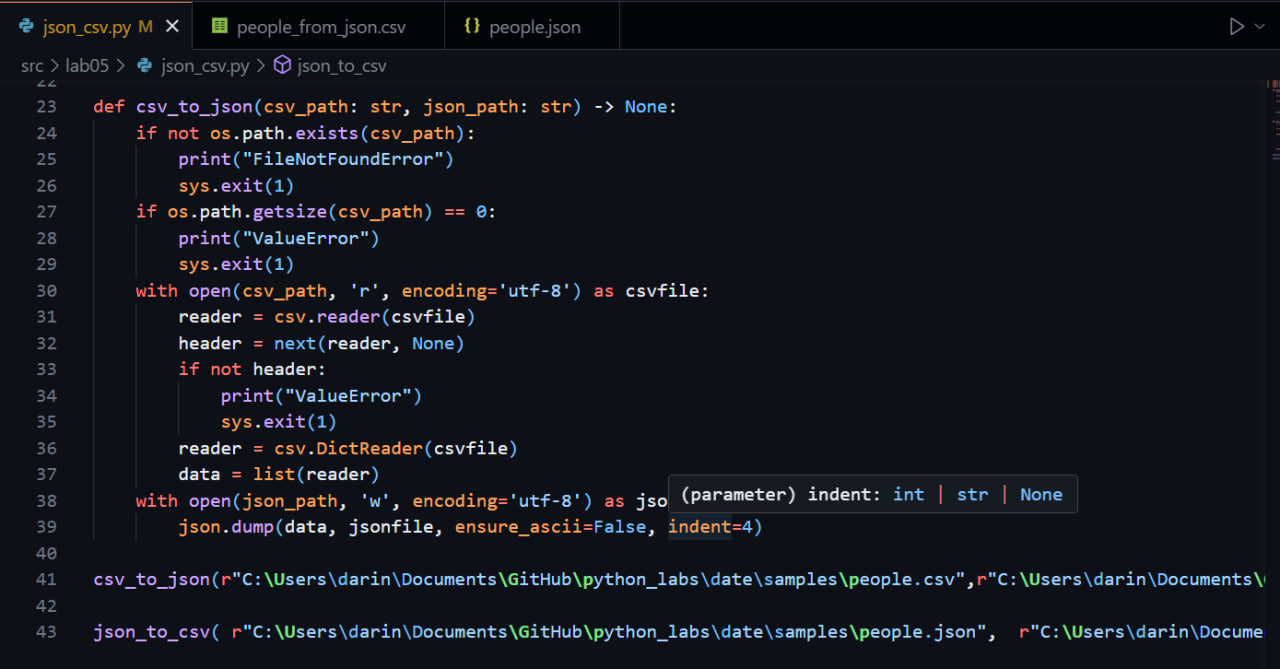 json_csv.py M
people_from_json.csv
{} people.json
src > lab05 > json_csv.py > json_to_csv
22
23 def csv_to_json(csv_path: str, json_path: str) -> None:
24 if not os.path.exists(csv_path):
25 print("FileNotFoundError")
26 sys.exit(1)
27 if os.path.getsize(csv_path) == 0:
28 print("ValueError")
29 sys.exit(1)
30 with open(csv_path, 'r', encoding='utf-8') as csvfile:
31 reader = csv.reader(csvfile)
32 header = next(reader, None)
33 if not header:
34 print("ValueError")
35 sys.exit(1)
36 reader = csv.DictReader(csvfile)
37 data = list(reader)
38 with open(json_path, 'w', encoding='utf-8') as jso
(parameter) indent: int | str | None
39 json.dump(data, jsonfile, ensure_ascii=False, indent=4)
40
41 csv_to_json(r"C:\Users\darin\Documents\GitHub\python_labs\date\samples\people.csv",r"C:\Users\darin\Documents\
42
43 json_to_csv( r"C:\Users\darin\Documents\GitHub\python_labs\date\samples\people.json", r"C:\Users\darin\Docume